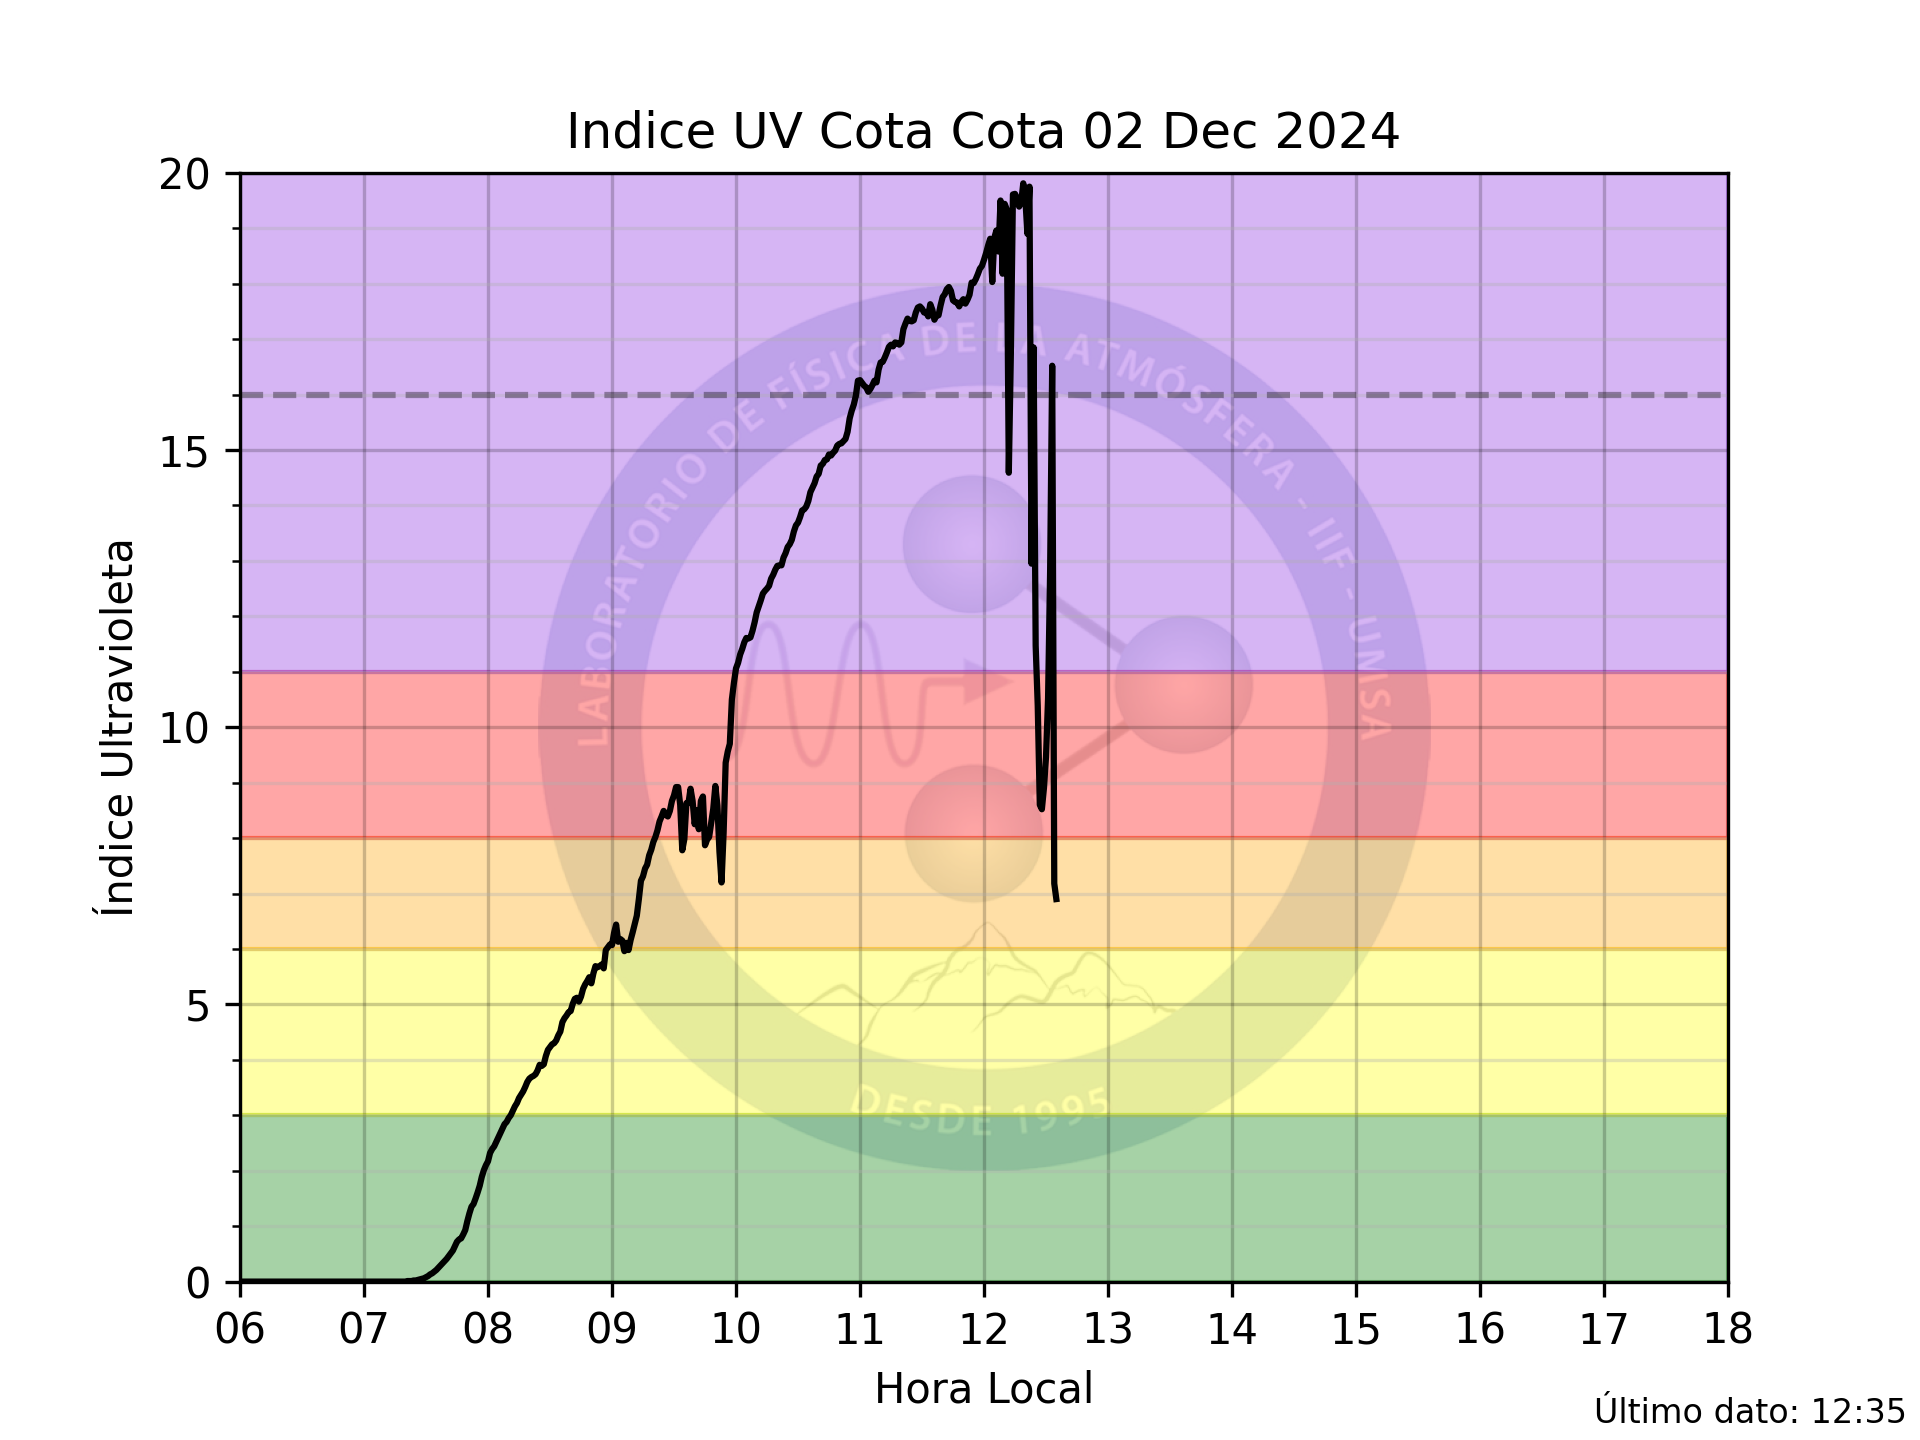 Indice UV Cota Cota 02 Dec 2024
20
15
10
5
0
Índice Ultravioleta
LABORATORIO DE FÍSICA DE LA ATMÓSFERA - IIF - UMSA
DESDE 1995
06 07 08 09 10 11 12 13 14 15 16 17 18
Hora Local
Último dato: 12:35